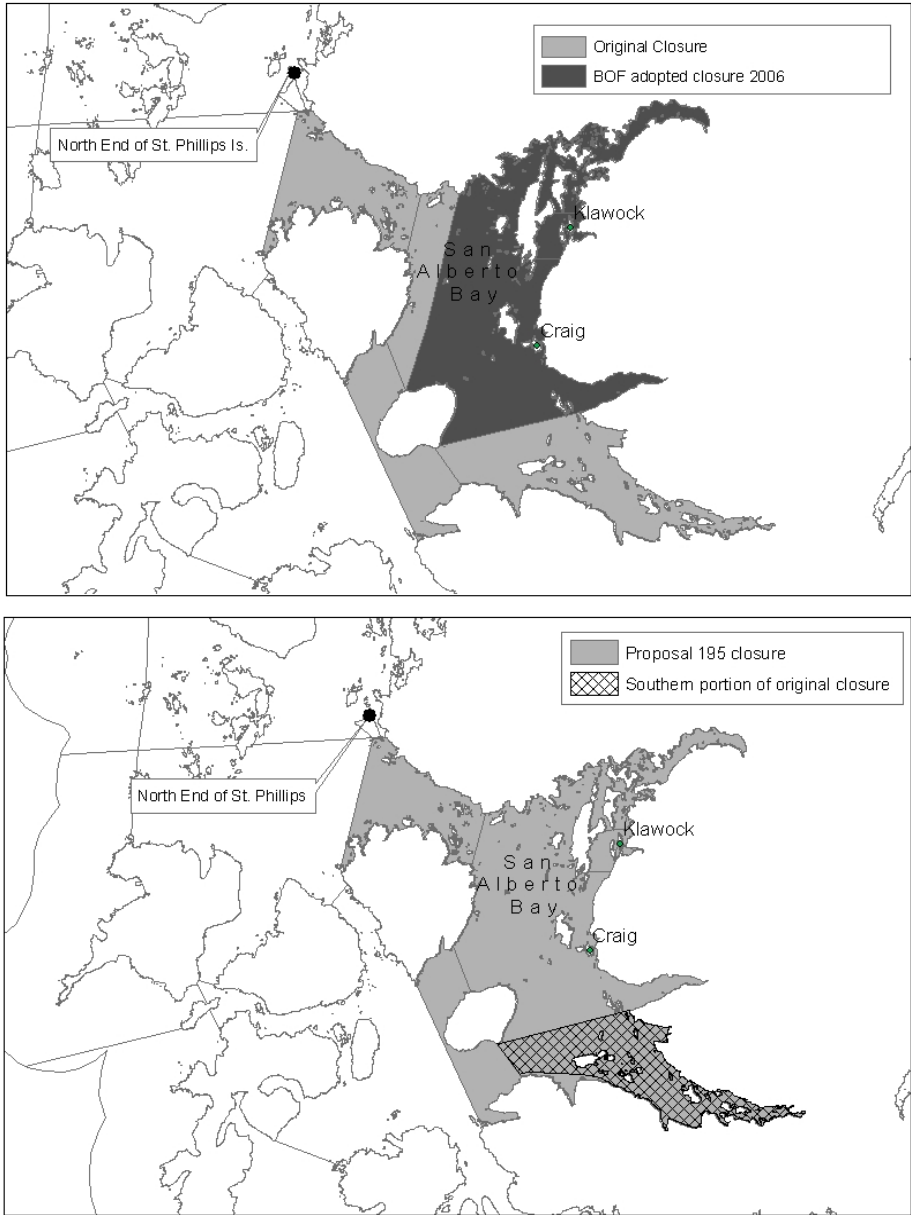 Original Closure
BOF adopted closure 2006
North End of St. Phillips Is.
Klawock
San
Alberto
Bay
Craig
Proposal 195 closure
Southern portion of original closure
North End of St. Phillips
Klawock
San
Alberto
Bay
Craig